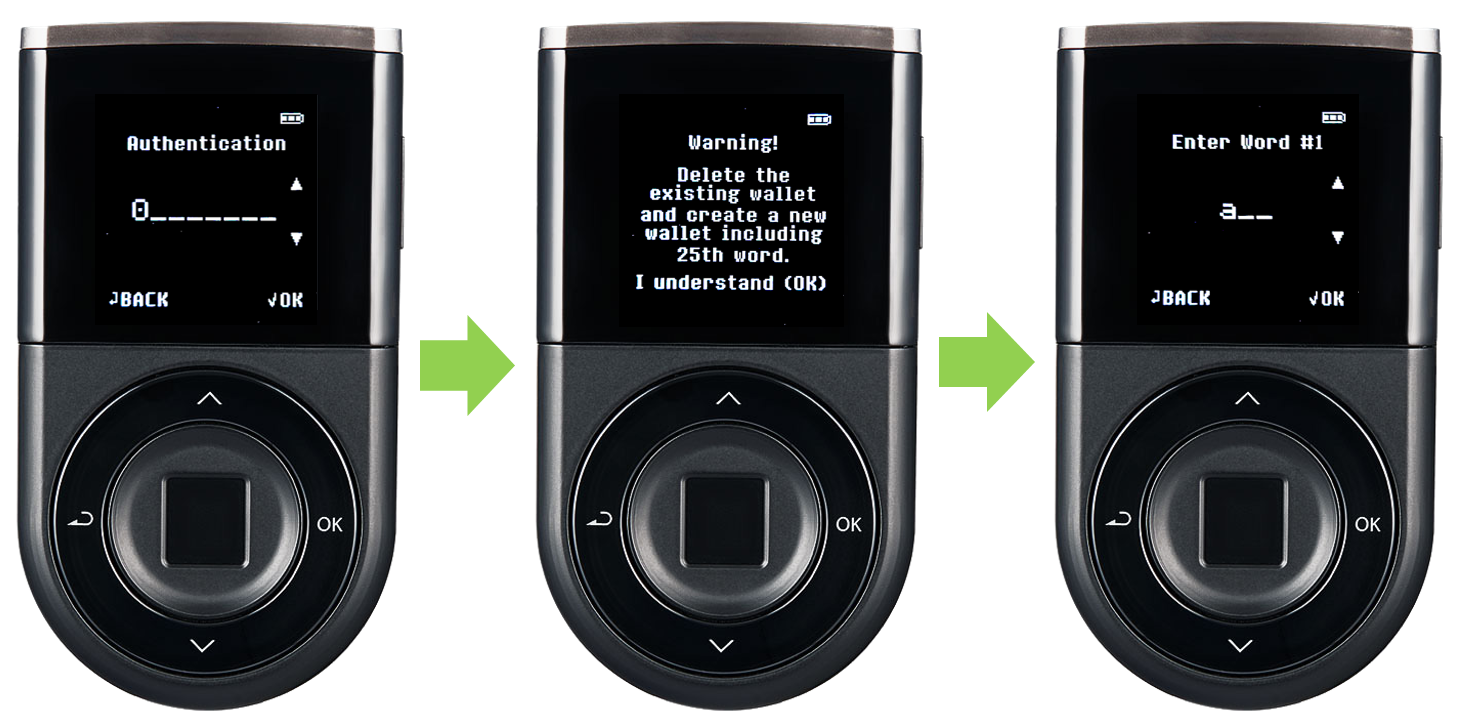 Authentication
0_______
BACK √OK
OK
Warning!
Delete the
existing wallet
and create a new
wallet including
25th word.
I understand (OK)
OK
Enter Word #1
a__
BACK √OK
OK